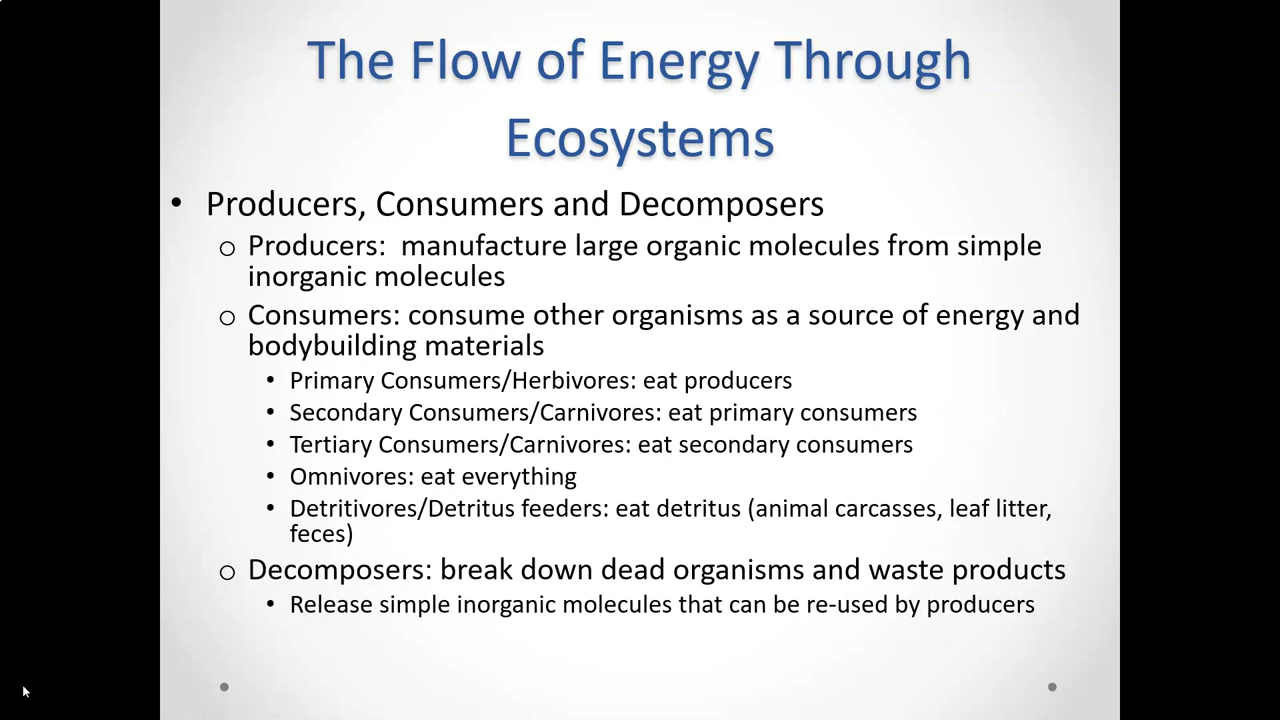 The Flow of Energy Through
Ecosystems
• Producers, Consumers and Decomposers
o Producers:  manufacture large organic molecules from simple
inorganic molecules
o Consumers: consume other organisms as a source of energy and
bodybuilding materials
• Primary Consumers/Herbivores: eat producers
• Secondary Consumers/Carnivores: eat primary consumers
• Tertiary Consumers/Carnivores: eat secondary consumers
• Omnivores: eat everything
• Detritivores/Detritus feeders: eat detritus (animal carcasses, leaf litter,
feces)
o Decomposers: break down dead organisms and waste products
• Release simple inorganic molecules that can be re-used by producers